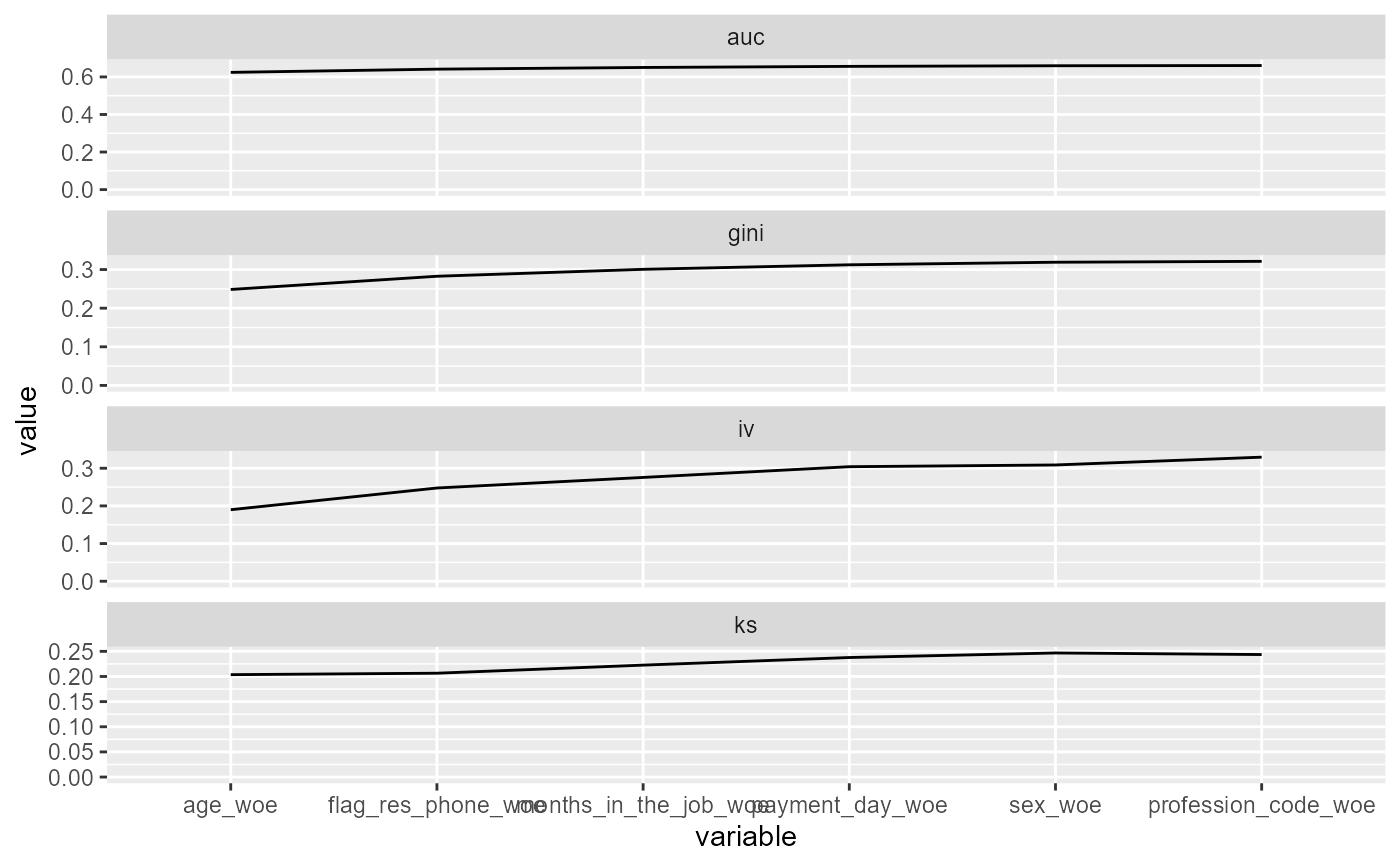 auc
0.6
0.4
0.2
0.0
gini
0.3
0.2
0.1
0.0
value
iv
0.3
0.2
0.1
0.0
ks
0.25
0.20
0.15
0.10
0.05
0.00
age_woe flag_res_phone_woe months_in_the_job_woe payment_day_woe sex_woe profession_code_woe
variable